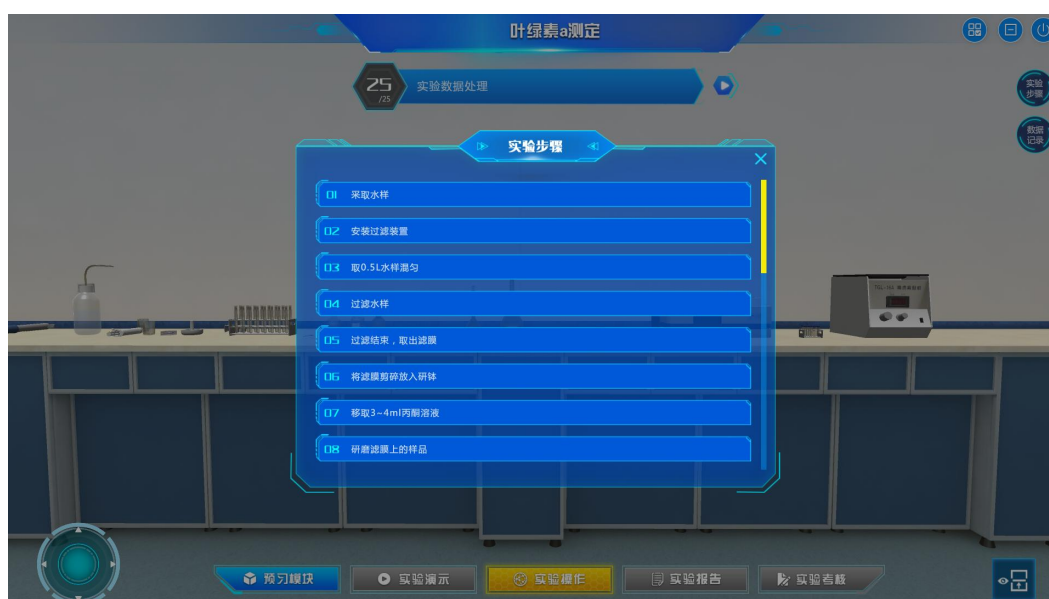 叶绿素a测定
25
/25
实验数据处理
实验
步骤
数据
记录
实验步骤
01 采取水样
02 安装过滤装置
03 取0.5L水样混匀
04 过滤水样
05 过滤结束，取出滤膜
06 将滤膜剪碎放入研钵
07 移取3~4ml丙酮溶液
08 研磨滤膜上的样品
预习模块
实验演示
实验操作
实验报告
实验考核